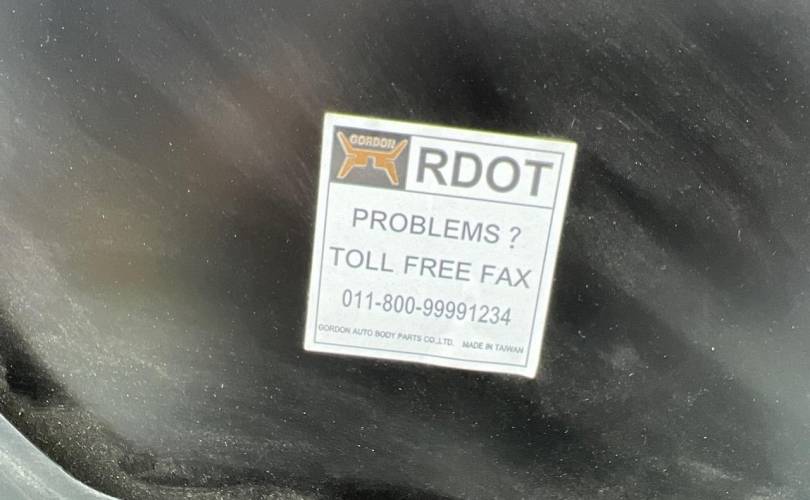 GORDON RDOT
PROBLEMS ?
TOLL FREE FAX
011-800-99991234
GORDON AUTO BODY PARTS CO.,LTD. MADE IN TAIWAN